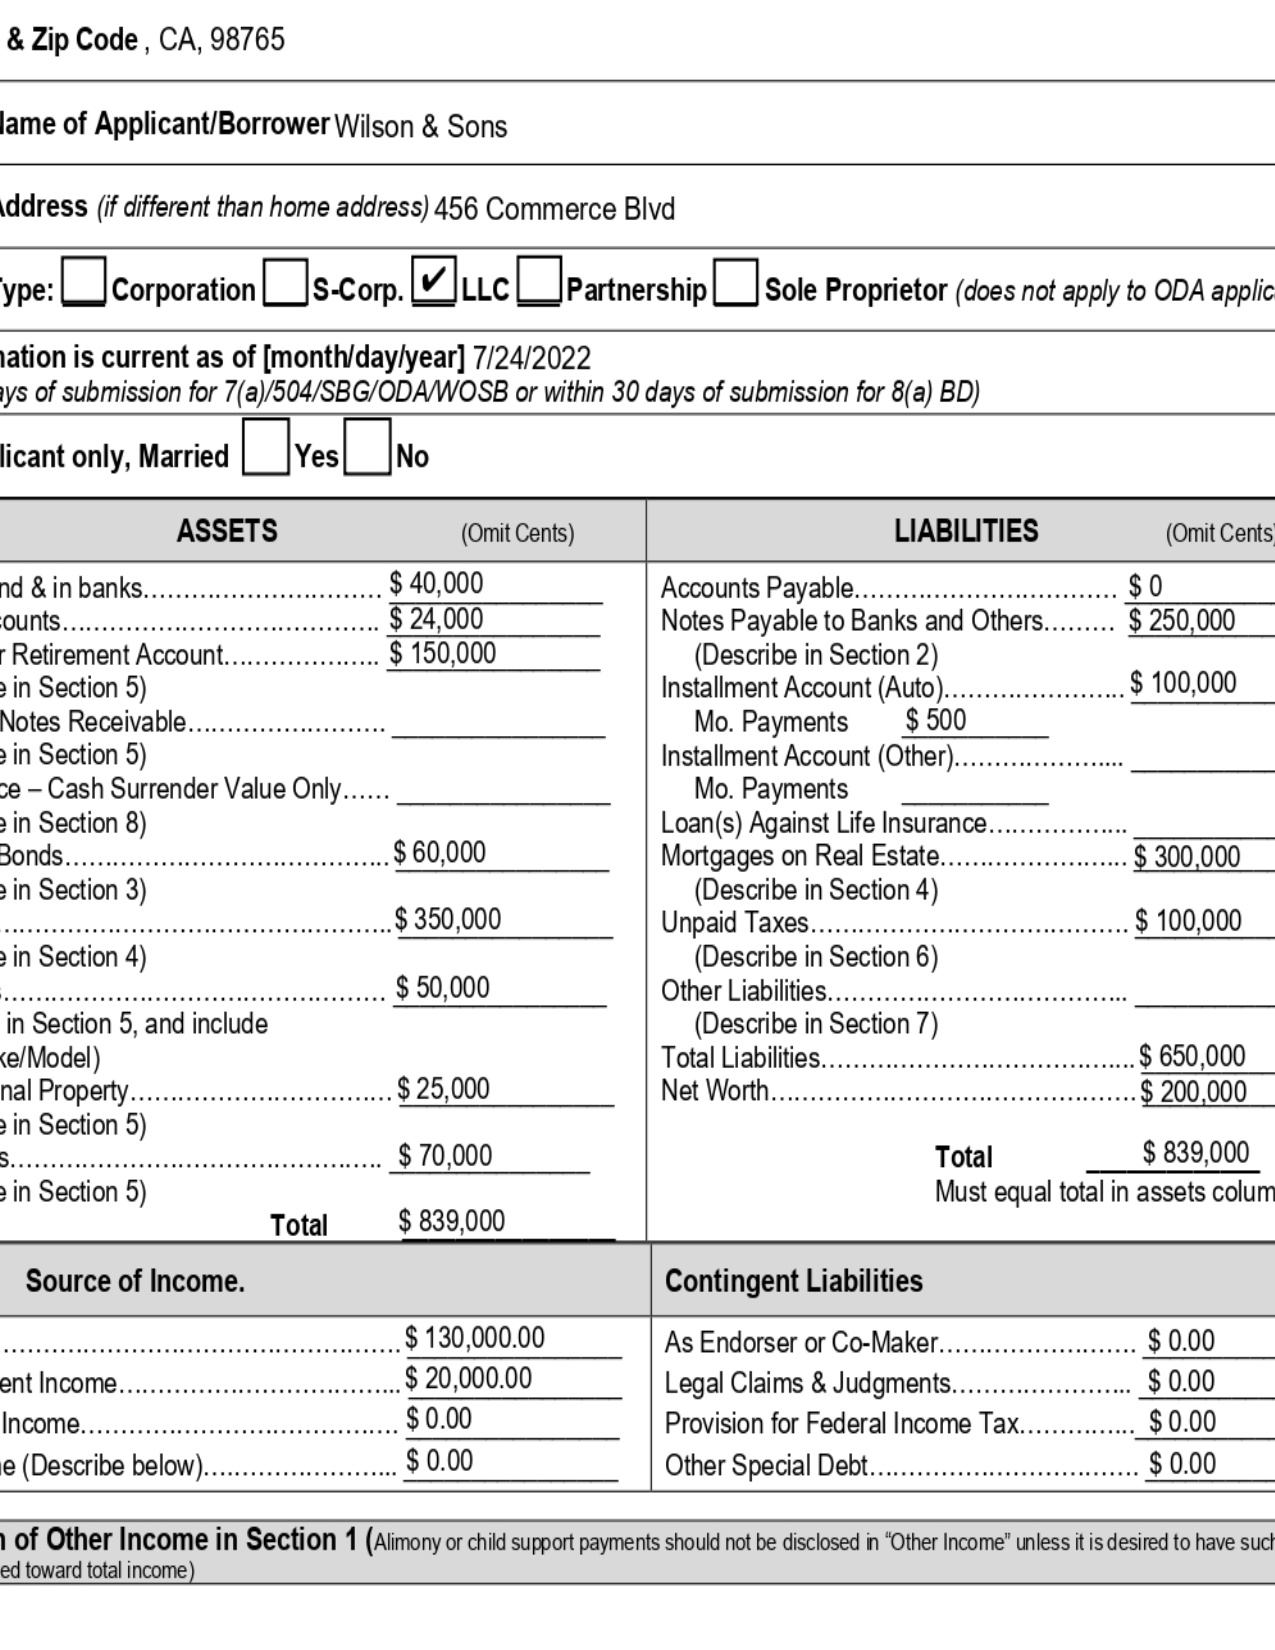 & Zip Code , CA, 98765
Name of Applicant/Borrower Wilson & Sons
Address (if different than home address) 456 Commerce Blvd
Type: Corporation S-Corp. ✔ LLC Partnership Sole Proprietor (does not apply to ODA applic
nation is current as of [month/day/year] 7/24/2022
ays of submission for 7(a)/504/SBG/ODA/WOSB or within 30 days of submission for 8(a) BD)
licant only, Married Yes No
ASSETS (Omit Cents)
nd & in banks.................................... $ 40,000
counts................................................ $ 24,000
r Retirement Account....................... $ 150,000
e in Section 5)
Notes Receivable..............................
e in Section 5)
ce – Cash Surrender Value Only......
e in Section 8)
Bonds................................................ $ 60,000
e in Section 3)
$ 350,000
e in Section 4)
s......................................................... $ 50,000
in Section 5, and include
ke/Model)
nal Property....................................... $ 25,000
e in Section 5)
s........................................................ $ 70,000
e in Section 5)
Total $ 839,000
LIABILITIES (Omit Cents)
Accounts Payable....................................... $ 0
Notes Payable to Banks and Others......... $ 250,000
(Describe in Section 2)
Installment Account (Auto).......................... $ 100,000
Mo. Payments $ 500
Installment Account (Other).........................
Mo. Payments
Loan(s) Against Life Insurance.....................
Mortgages on Real Estate............................ $ 300,000
(Describe in Section 4)
Unpaid Taxes................................................ $ 100,000
(Describe in Section 6)
Other Liabilities.............................................
(Describe in Section 7)
Total Liabilities............................................... $ 650,000
Net Worth....................................................... $ 200,000
Total $ 839,000
Must equal total in assets colum
Source of Income.
$ 130,000.00
ent Income.......................................... $ 20,000.00
Income................................................ $ 0.00
e (Describe below)............................. $ 0.00
Contingent Liabilities
As Endorser or Co-Maker.............................. $ 0.00
Legal Claims & Judgments........................... $ 0.00
Provision for Federal Income Tax................. $ 0.00
Other Special Debt......................................... $ 0.00
n of Other Income in Section 1 (Alimony or child support payments should not be disclosed in “Other Income” unless it is desired to have such
ed toward total income)